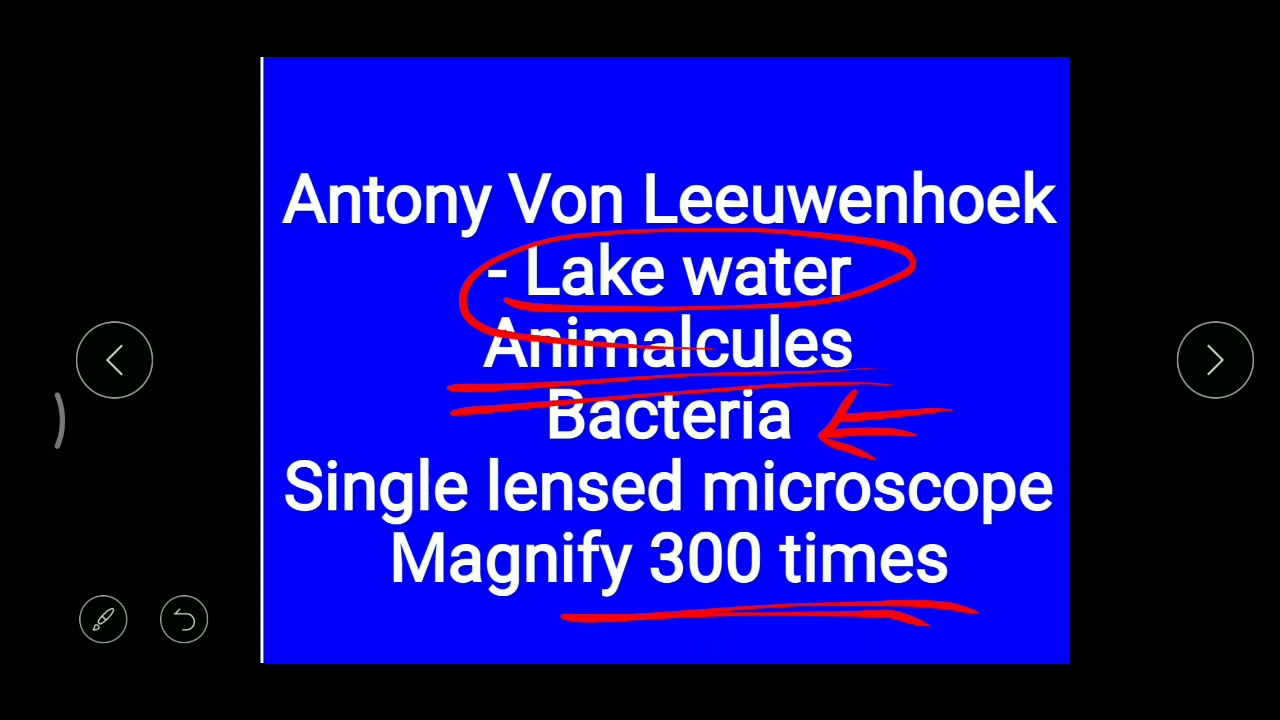 Antony Von Leeuwenhoek
- Lake water
Animalcules
Bacteria
Single lensed microscope
Magnify 300 times